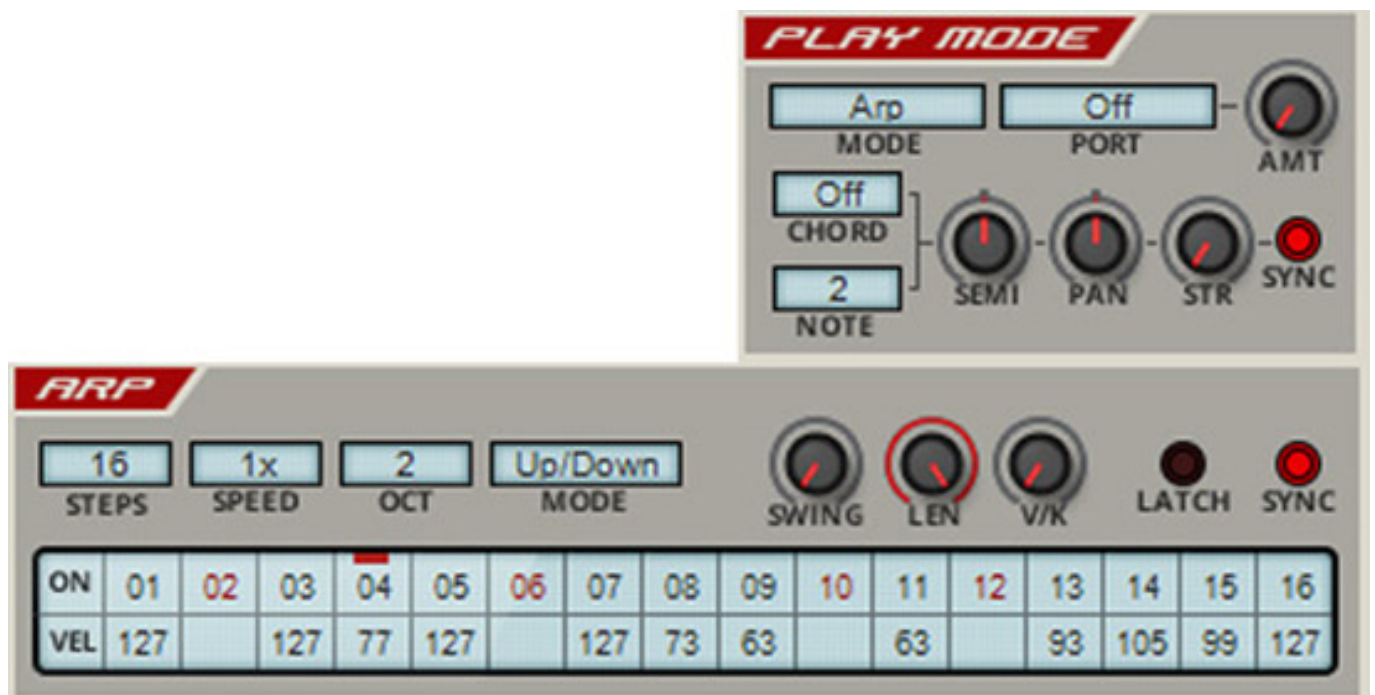 PLAY MODE
Arp Off
MODE PORT AMT
Off
CHORD
2 SEMI PAN STR SYNC
NOTE
ARP
16 1x 2 Up/Down
STEPS SPEED OCT MODE SWING LEN V/K LATCH SYNC
ON 01 02 03 04 05 06 07 08 09 10 11 12 13 14 15 16
VEL 127 127 77 127 127 73 63 63 93 105 99 127